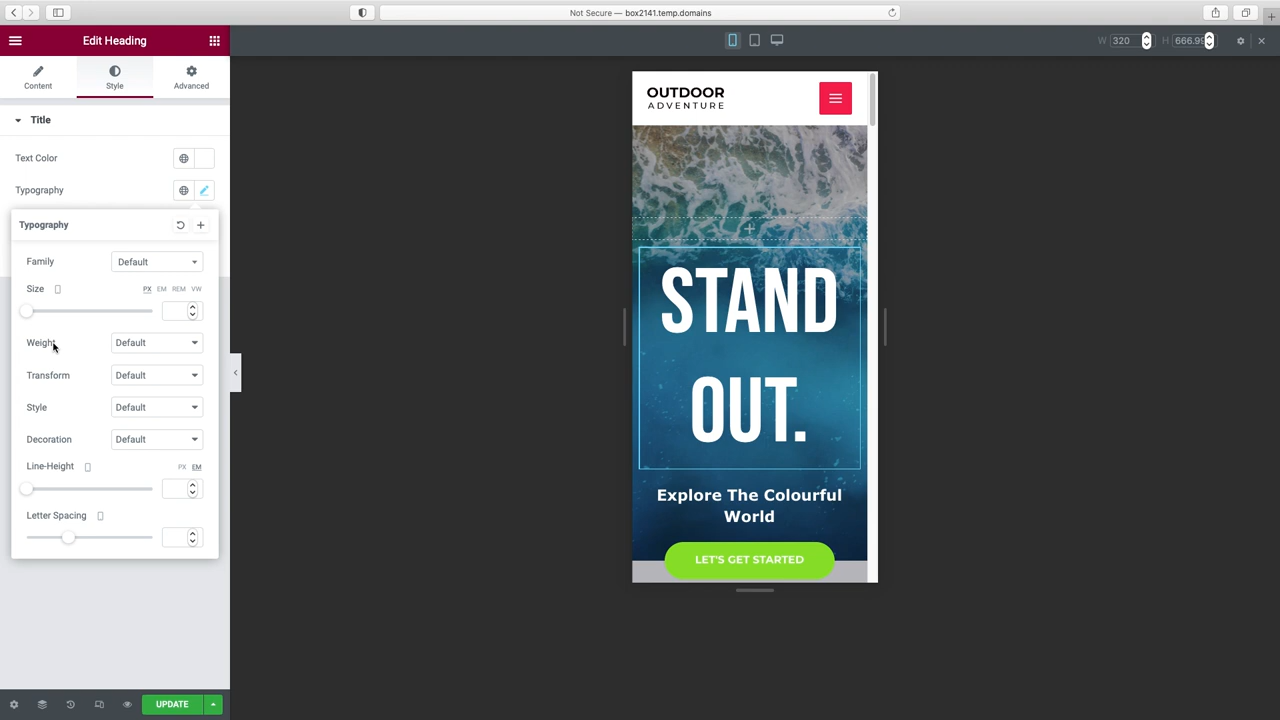 Not Secure — box2141.temp.domains
Edit Heading
W 320 H 666.99
Content Style Advanced
Title
Text Color
Typography
Typography
Family Default
Size PX EM REM VW
Weight Default
Transform Default
Style Default
Decoration Default
Line-Height PX EM
Letter Spacing
UPDATE
OUTDOOR
ADVENTURE
STAND
OUT.
Explore The Colourful
World
LET'S GET STARTED